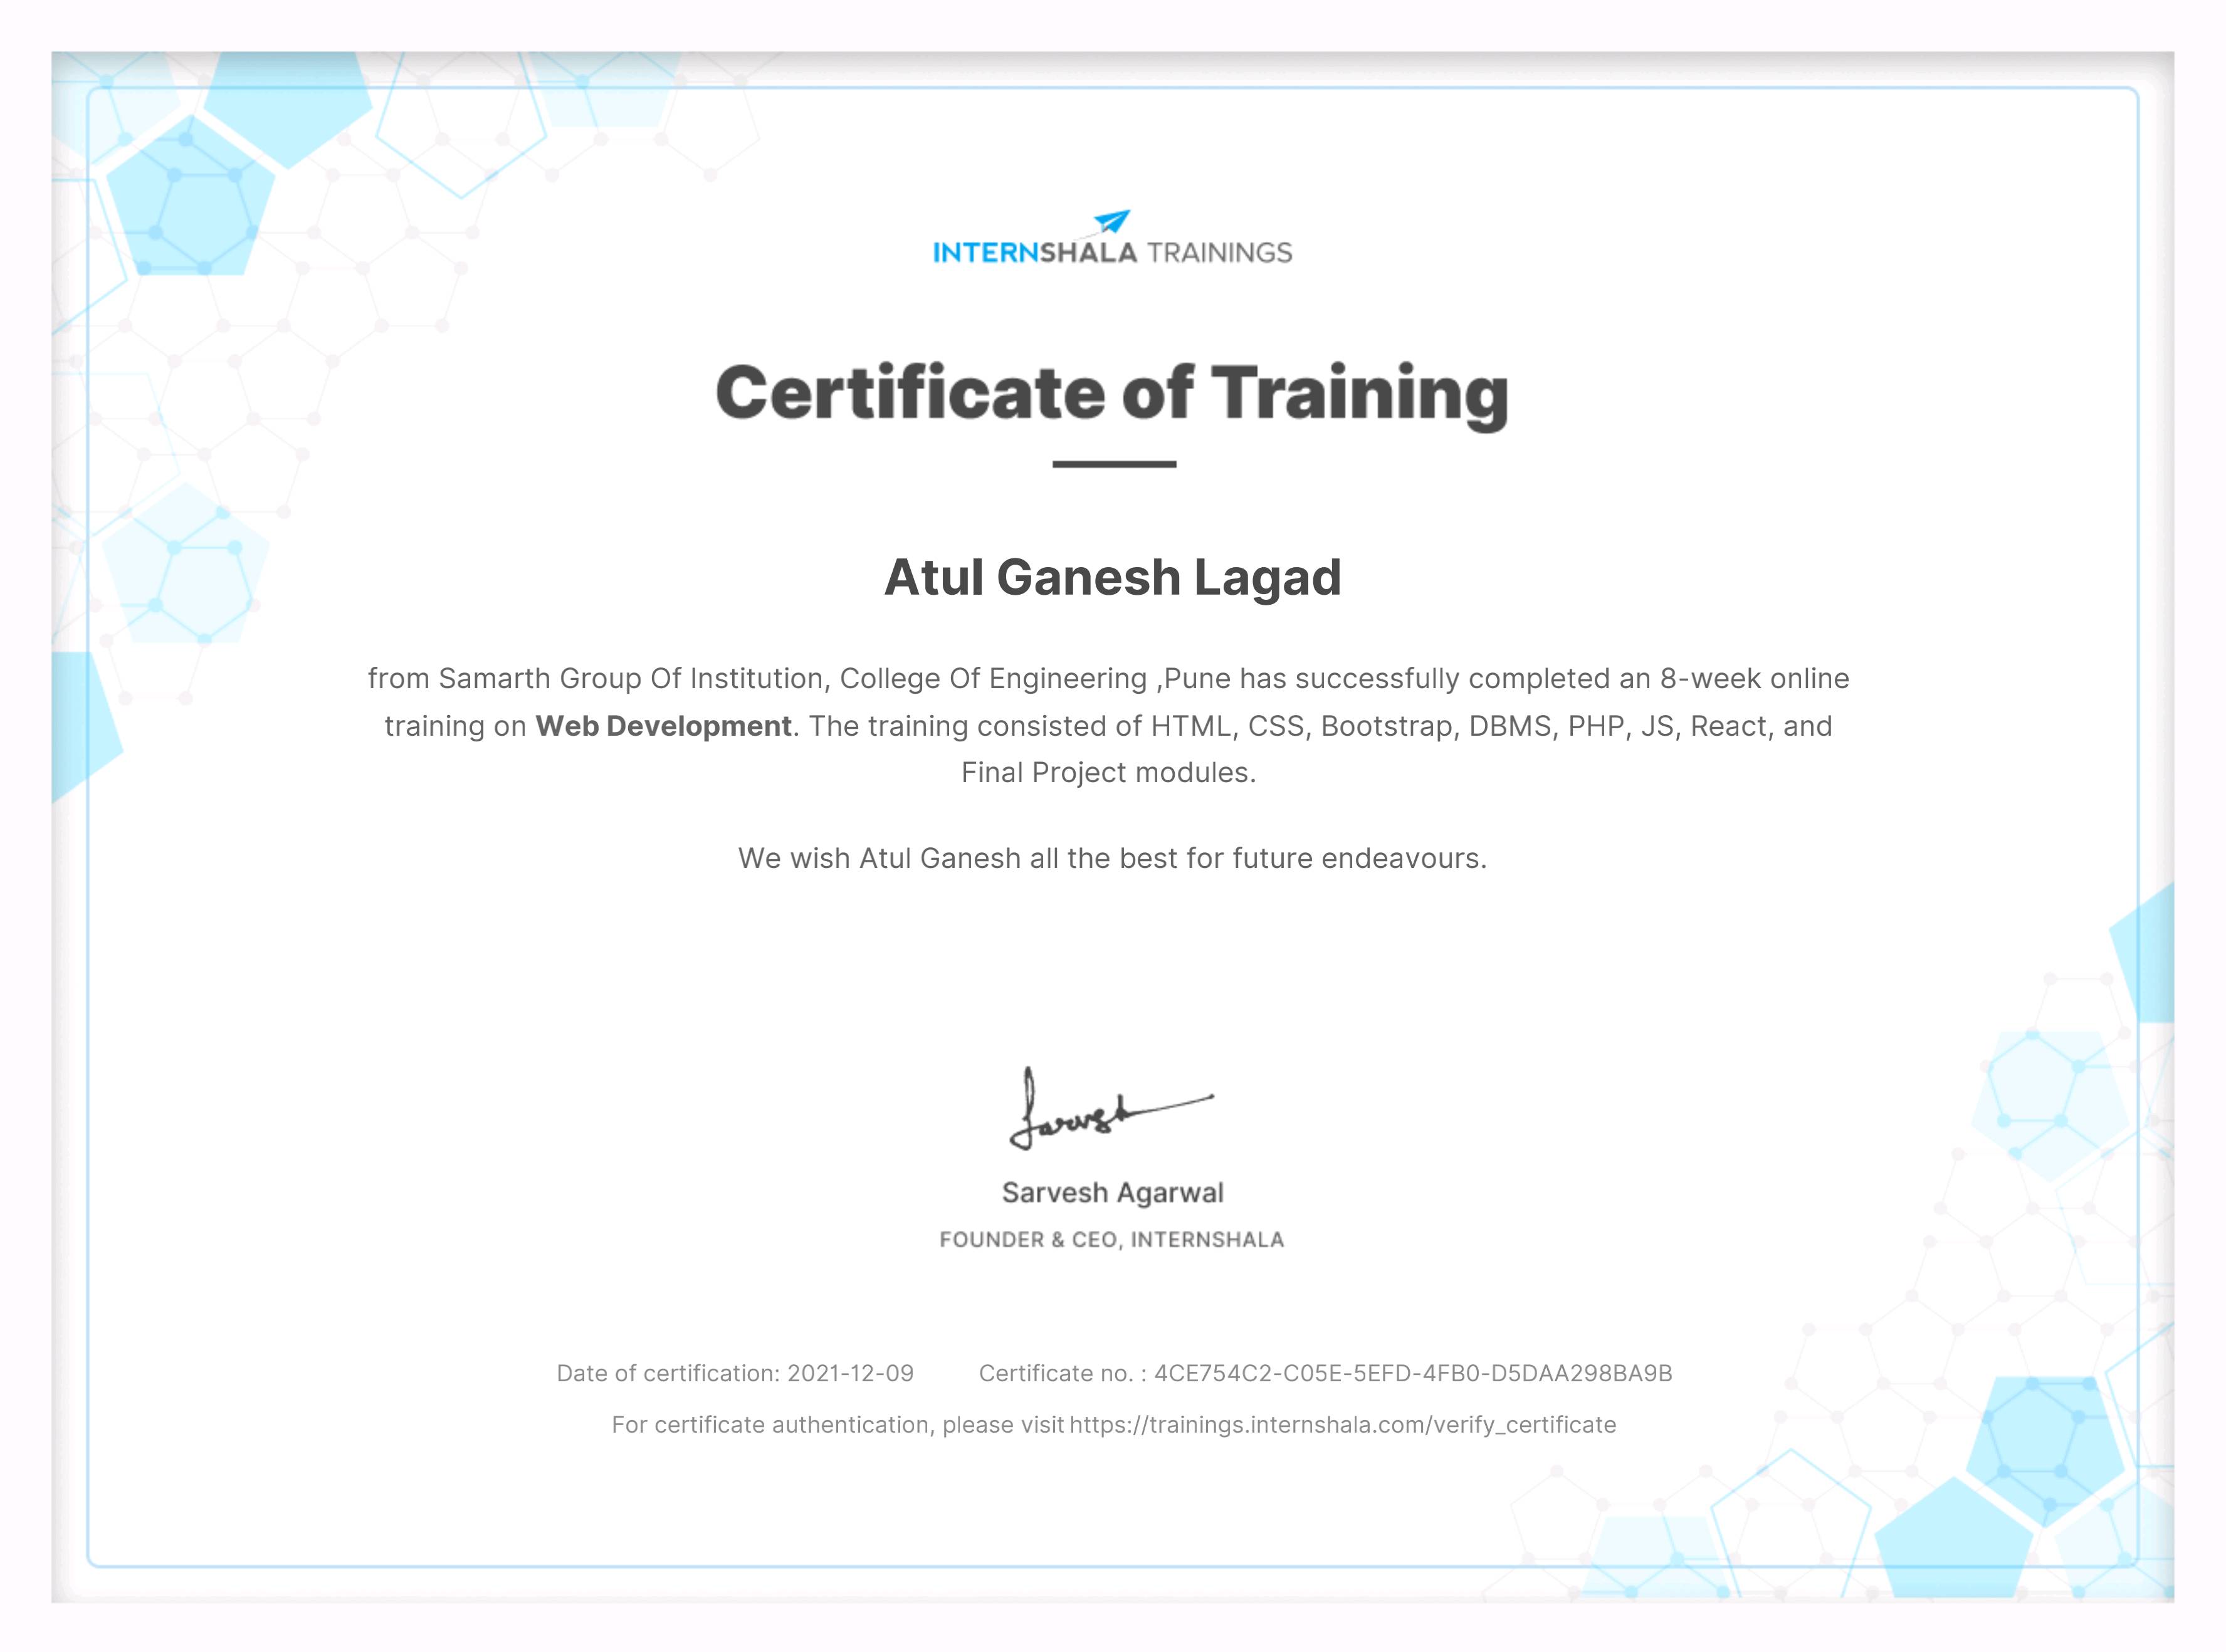 INTERNSHALA TRAININGS
Certificate of Training
Atul Ganesh Lagad
from Samarth Group Of Institution, College Of Engineering ,Pune has successfully completed an 8-week online
training on Web Development. The training consisted of HTML, CSS, Bootstrap, DBMS, PHP, JS, React, and
Final Project modules.
We wish Atul Ganesh all the best for future endeavours.
Sarvesh
Sarvesh Agarwal
FOUNDER & CEO, INTERNSHALA
Date of certification: 2021-12-09 Certificate no. : 4CE754C2-C05E-5EFD-4FB0-D5DAA298BA9B
For certificate authentication, please visit https://trainings.internshala.com/verify_certificate